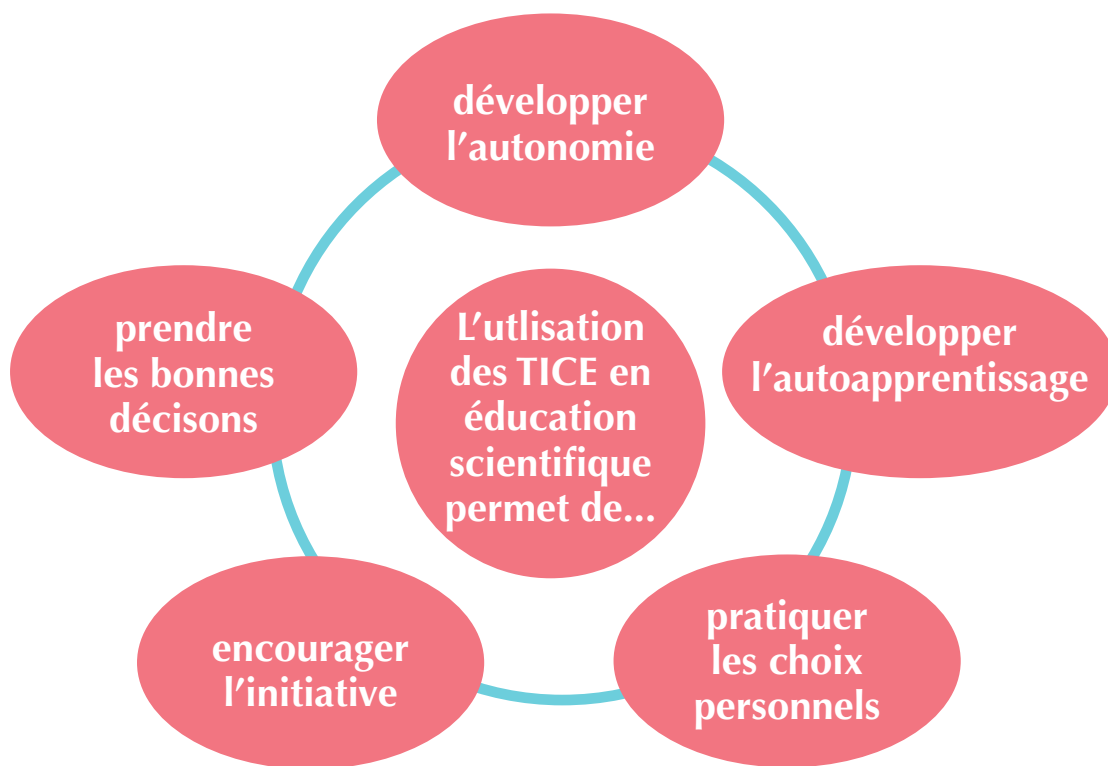 développer
l'autonomie
prendre
les bonnes
décisons
L'utlisation
des TICE en
éducation
scientifique
permet de...
développer
l'autoapprentissage
encourager
l'initiative
pratiquer
les choix
personnels